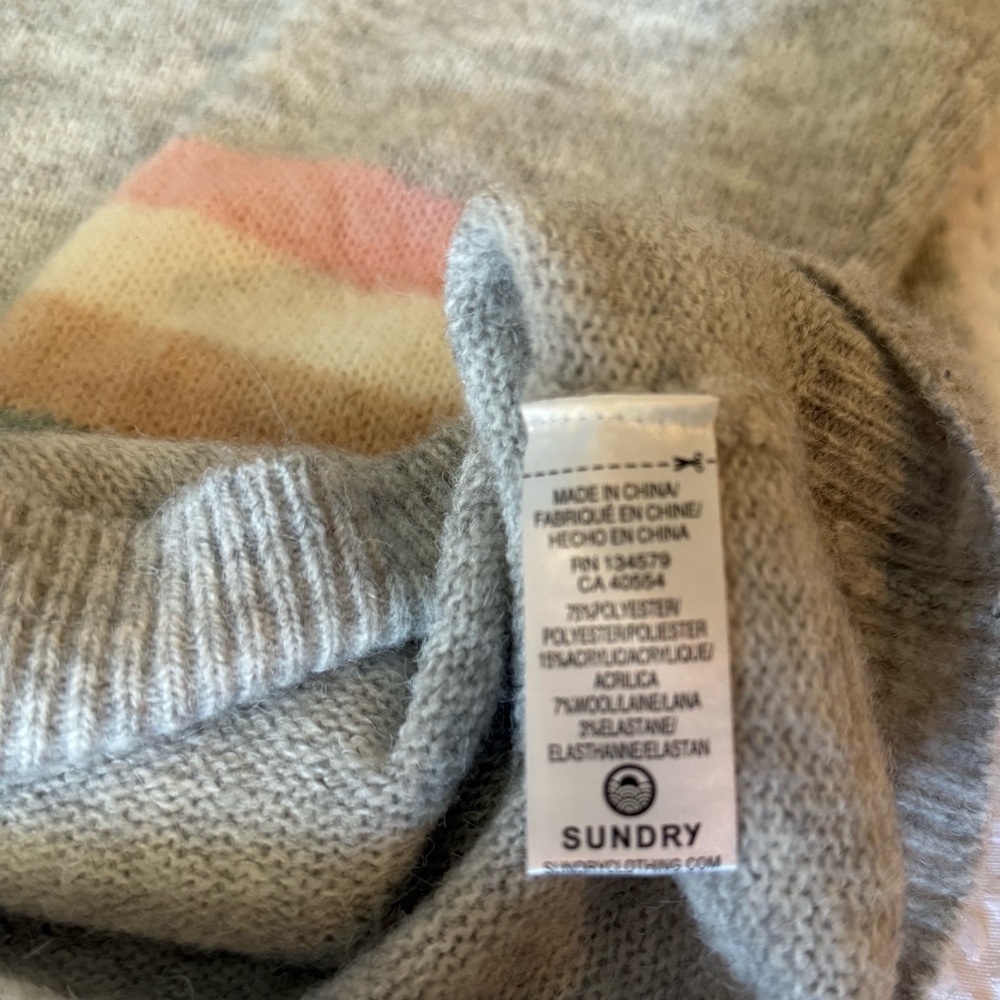 MADE IN CHINA/
FABRIQUÉ EN CHINE/
HECHO EN CHINA
RN 134579
CA 40554
75%POLYESTER/
POLYESTER/POLIESTER
15%ACRYLIC/ACRYLIQUE/
ACRILICA
7%WOOL/LAINE/LANA
3%ELASTANE/
ELASTHANNE/ELASTAN
SUNDRY
SUNDRYCLOTHING.COM